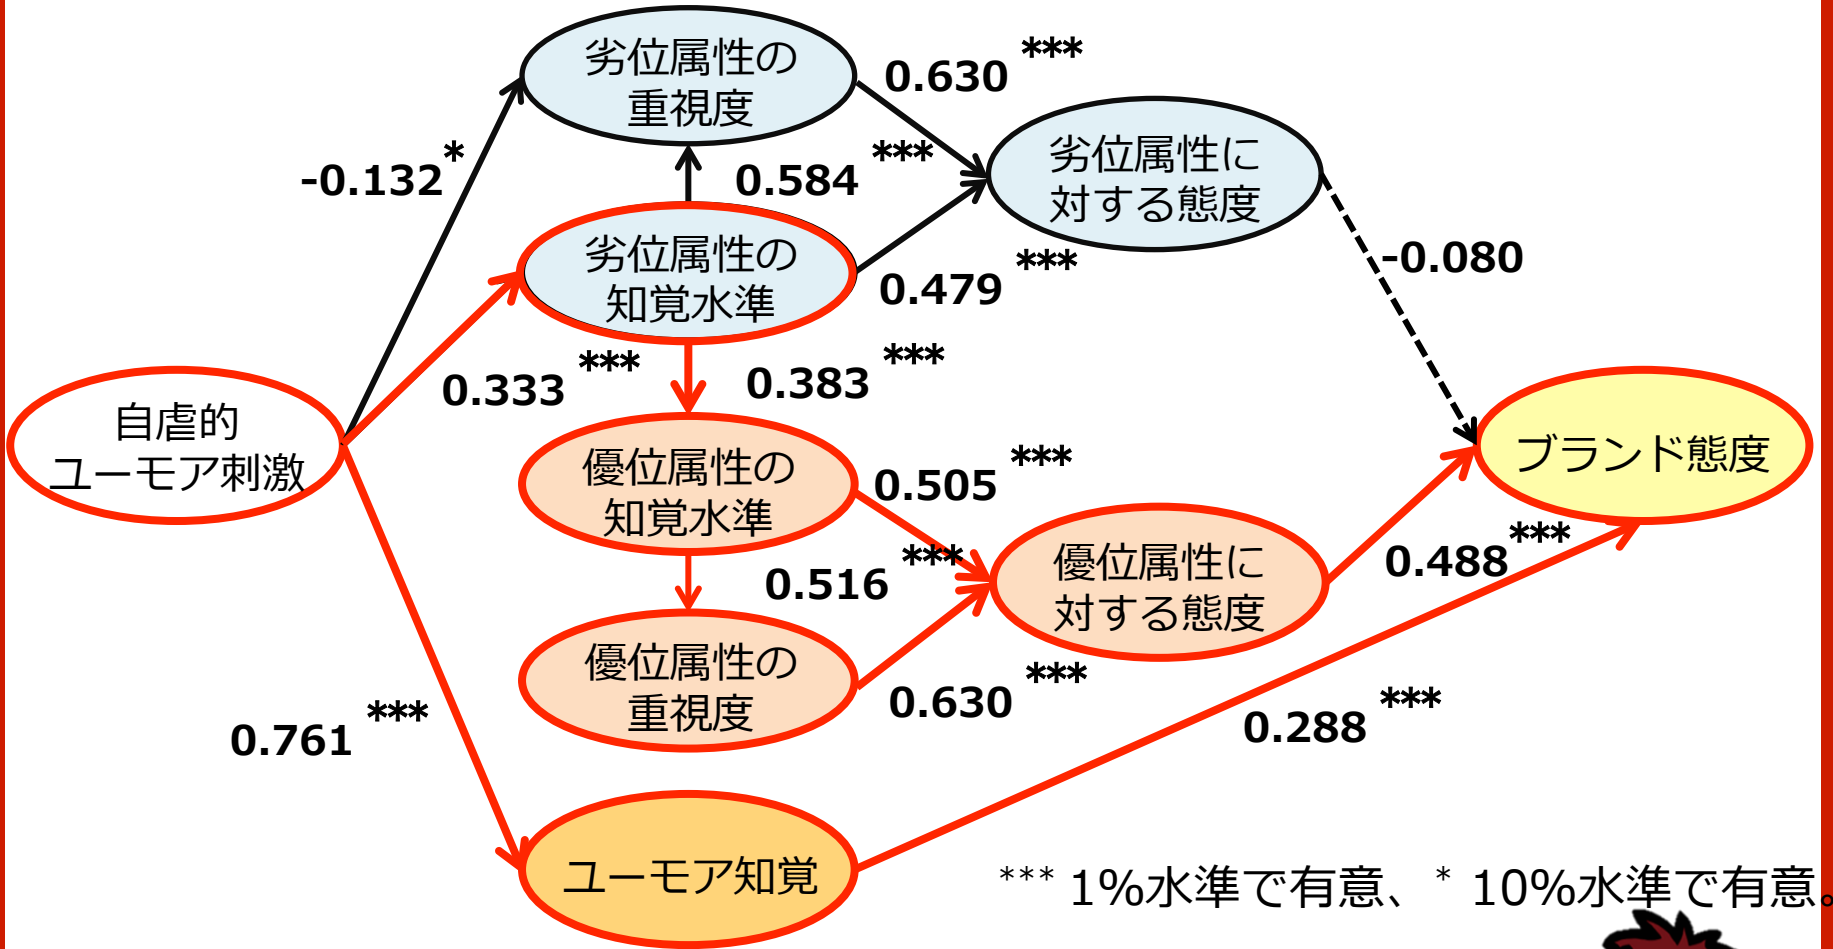 劣位属性の
重視度
0.630 ***
-0.132*
0.584 ***
劣位属性に
対する態度
劣位属性の
知覚水準
0.479 ***
-0.080
0.333 ***
0.383 ***
自虐的
ユーモア刺激
優位属性の
知覚水準
0.505 ***
ブランド態度
0.516 ***
優位属性に
対する態度
0.488***
優位属性の
重視度
0.630 ***
0.761 ***
0.288 ***
ユーモア知覚
*** 1%水準で有意、* 10%水準で有意。